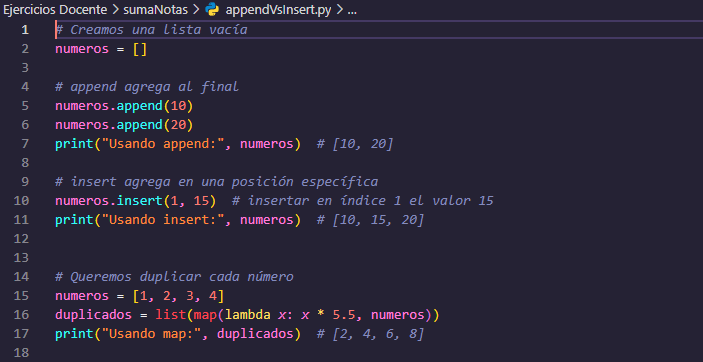 Ejercicios Docente > sumaNotas > appendVsInsert.py > ...
1 # Creamos una lista vacía
2 numeros = []
3
4 # append agrega al final
5 numeros.append(10)
6 numeros.append(20)
7 print("Usando append:", numeros)  # [10, 20]
8
9 # insert agrega en una posición específica
10 numeros.insert(1, 15)  # insertar en índice 1 el valor 15
11 print("Usando insert:", numeros)  # [10, 15, 20]
12
13
14 # Queremos duplicar cada número
15 numeros = [1, 2, 3, 4]
16 duplicados = list(map(lambda x: x * 5.5, numeros))
17 print("Usando map:", duplicados)  # [2, 4, 6, 8]
18